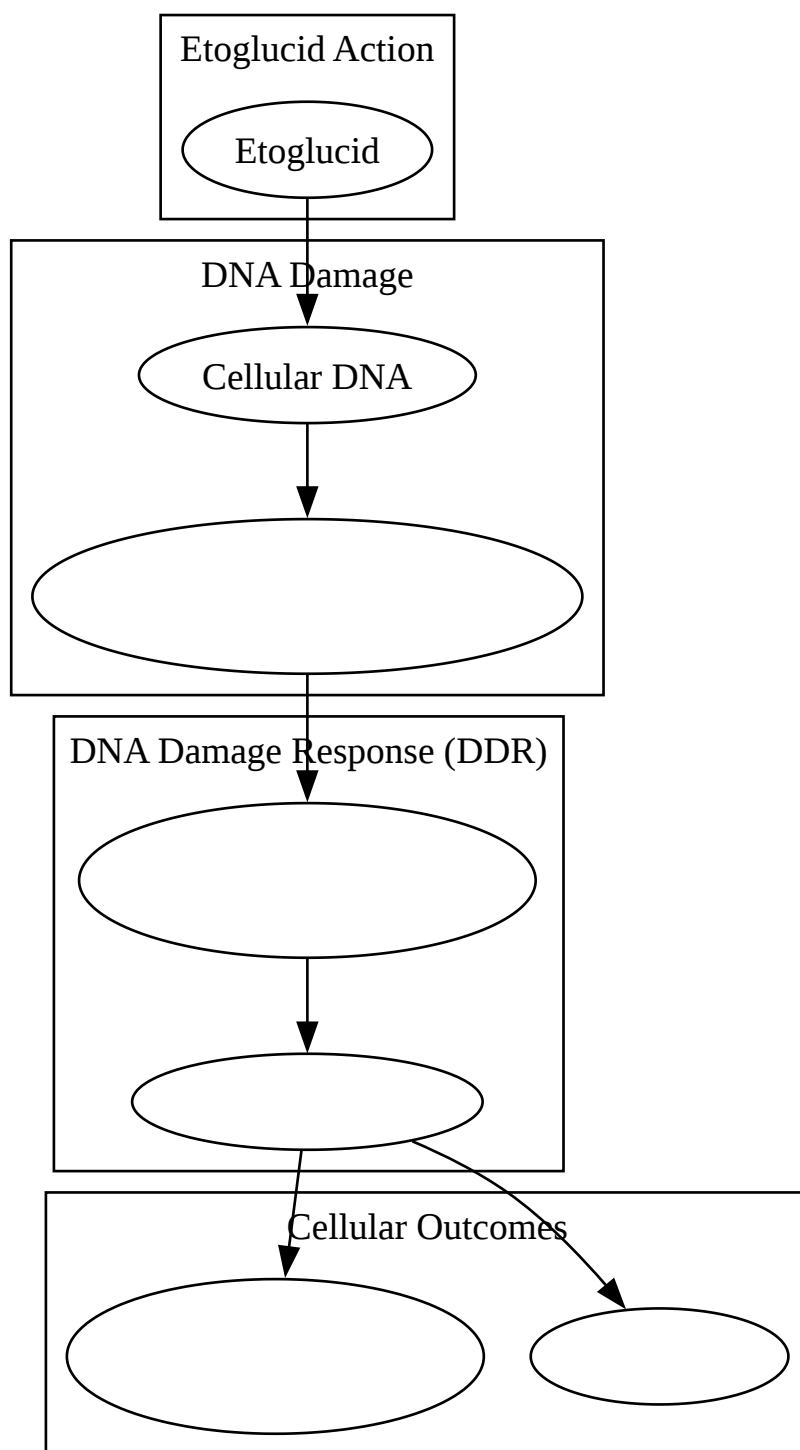 Etoglucid Action
Etoglucid
DNA Damage
Cellular DNA
DNA Damage Response (DDR)
Cellular Outcomes